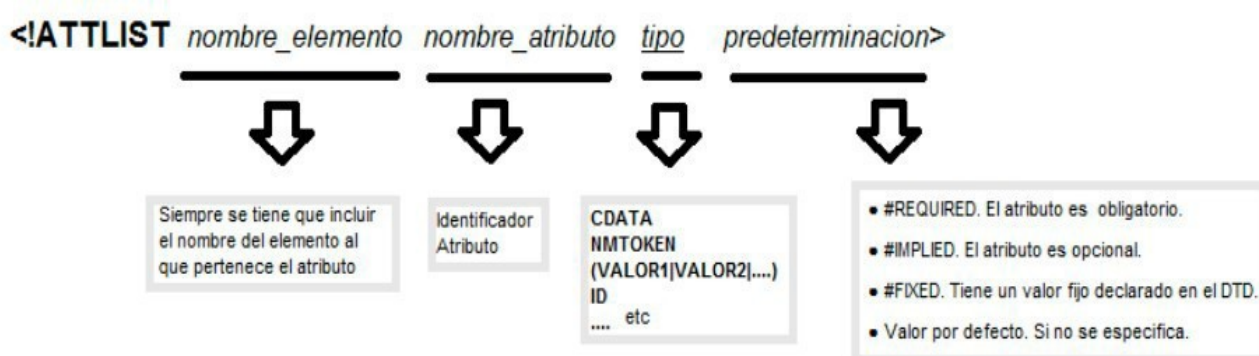 <!ATTLIST nombre_elemento nombre_atributo tipo predeterminacion>
Siempre se tiene que incluir
el nombre del elemento al
que pertenece el atributo
Identificador
Atributo
CDATA
NMTOKEN
(VALOR1|VALOR2|....)
ID
.... etc
• #REQUIRED. El atributo es obligatorio.
• #IMPLIED. El atributo es opcional.
• #FIXED. Tiene un valor fijo declarado en el DTD.
• Valor por defecto. Si no se especifica.